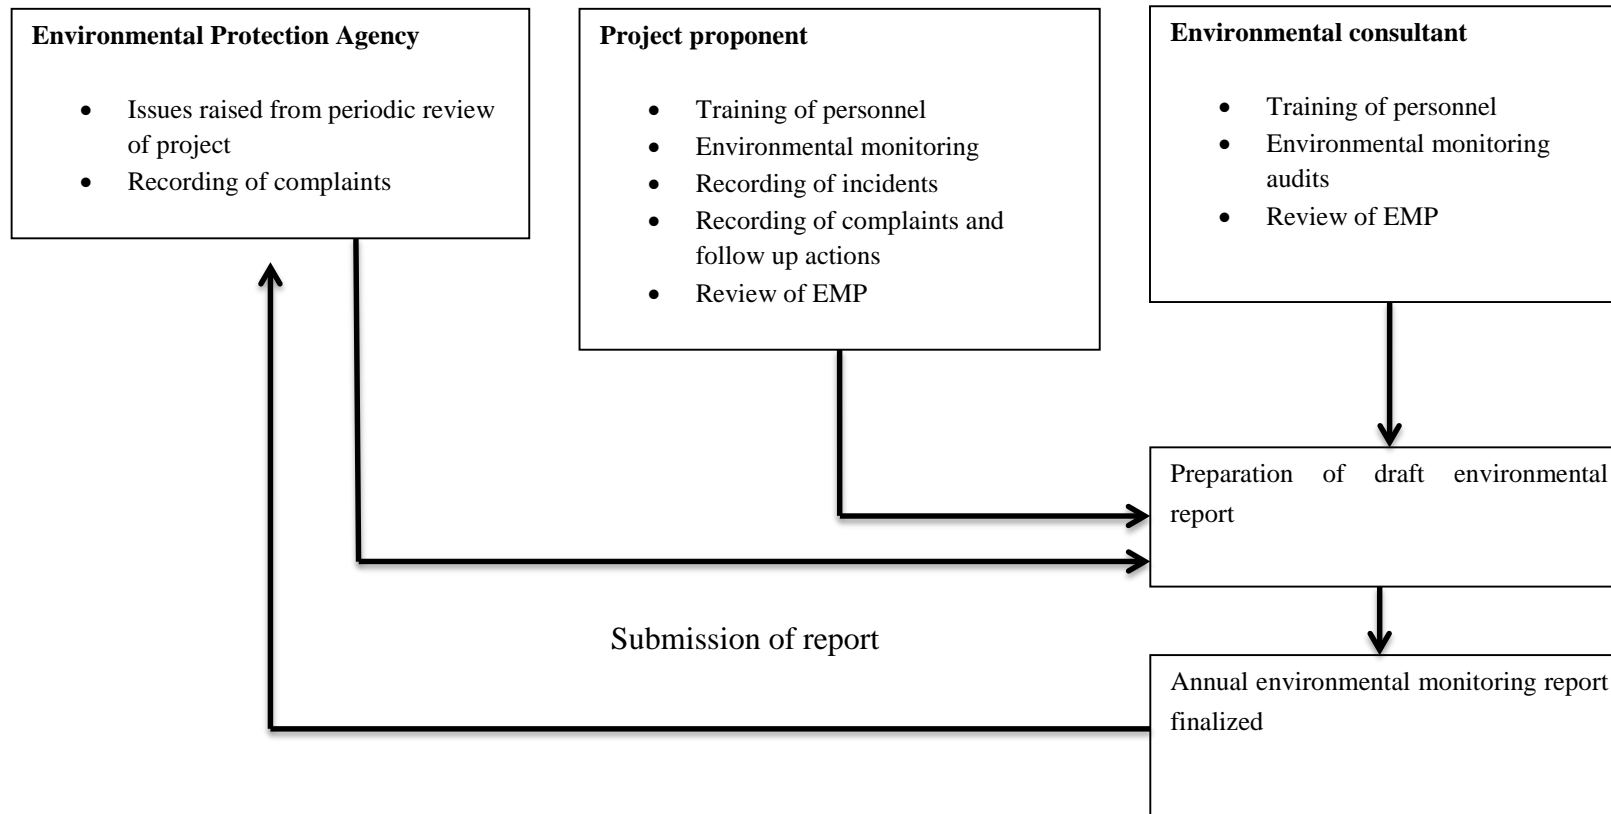 Environmental Protection Agency
• Issues raised from periodic review
of project
• Recording of complaints
Project proponent
• Training of personnel
• Environmental monitoring
• Recording of incidents
• Recording of complaints and
follow up actions
• Review of EMP
Environmental consultant
• Training of personnel
• Environmental monitoring
audits
• Review of EMP
Preparation of draft environmental
report
Submission of report
Annual environmental monitoring report
finalized